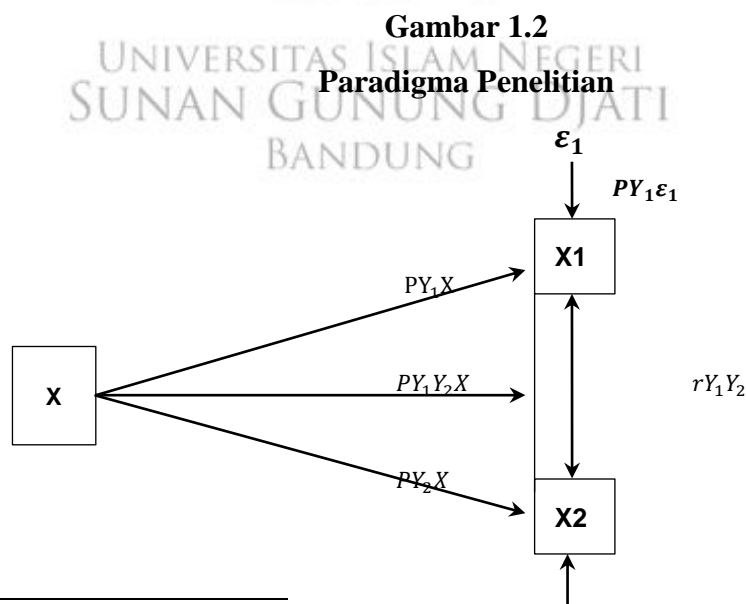 Gambar 1.2
UNIVERSITAS ISLAM NEGERI
Paradigma Penelitian
SUNAN GUNUNG DJATI
BANDUNG
ε₁
PY₁ε₁
X1
PY₁X
X
PY₁Y₂X
rY₁Y₂
PY₂X
X2